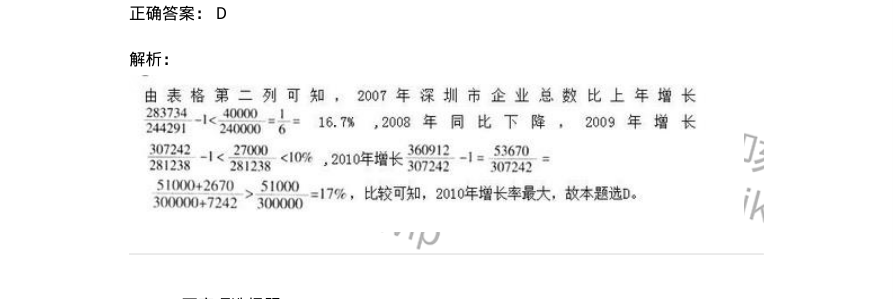 正确答案： D
解析：
由表格第二列可知，2007年深圳市企业总数比上年增长
283734/244291 -1< 40000/240000 = 1/6 = 16.7% ,2008年同比下降，2009年增长
307242/281238 -1< 27000/281238 <10% ,2010年增长 360912/307242 -1= 53670/307242 =
51000+2670/300000+7242 > 51000/300000 =17%，比较可知，2010年增长率最大，故本题选D。